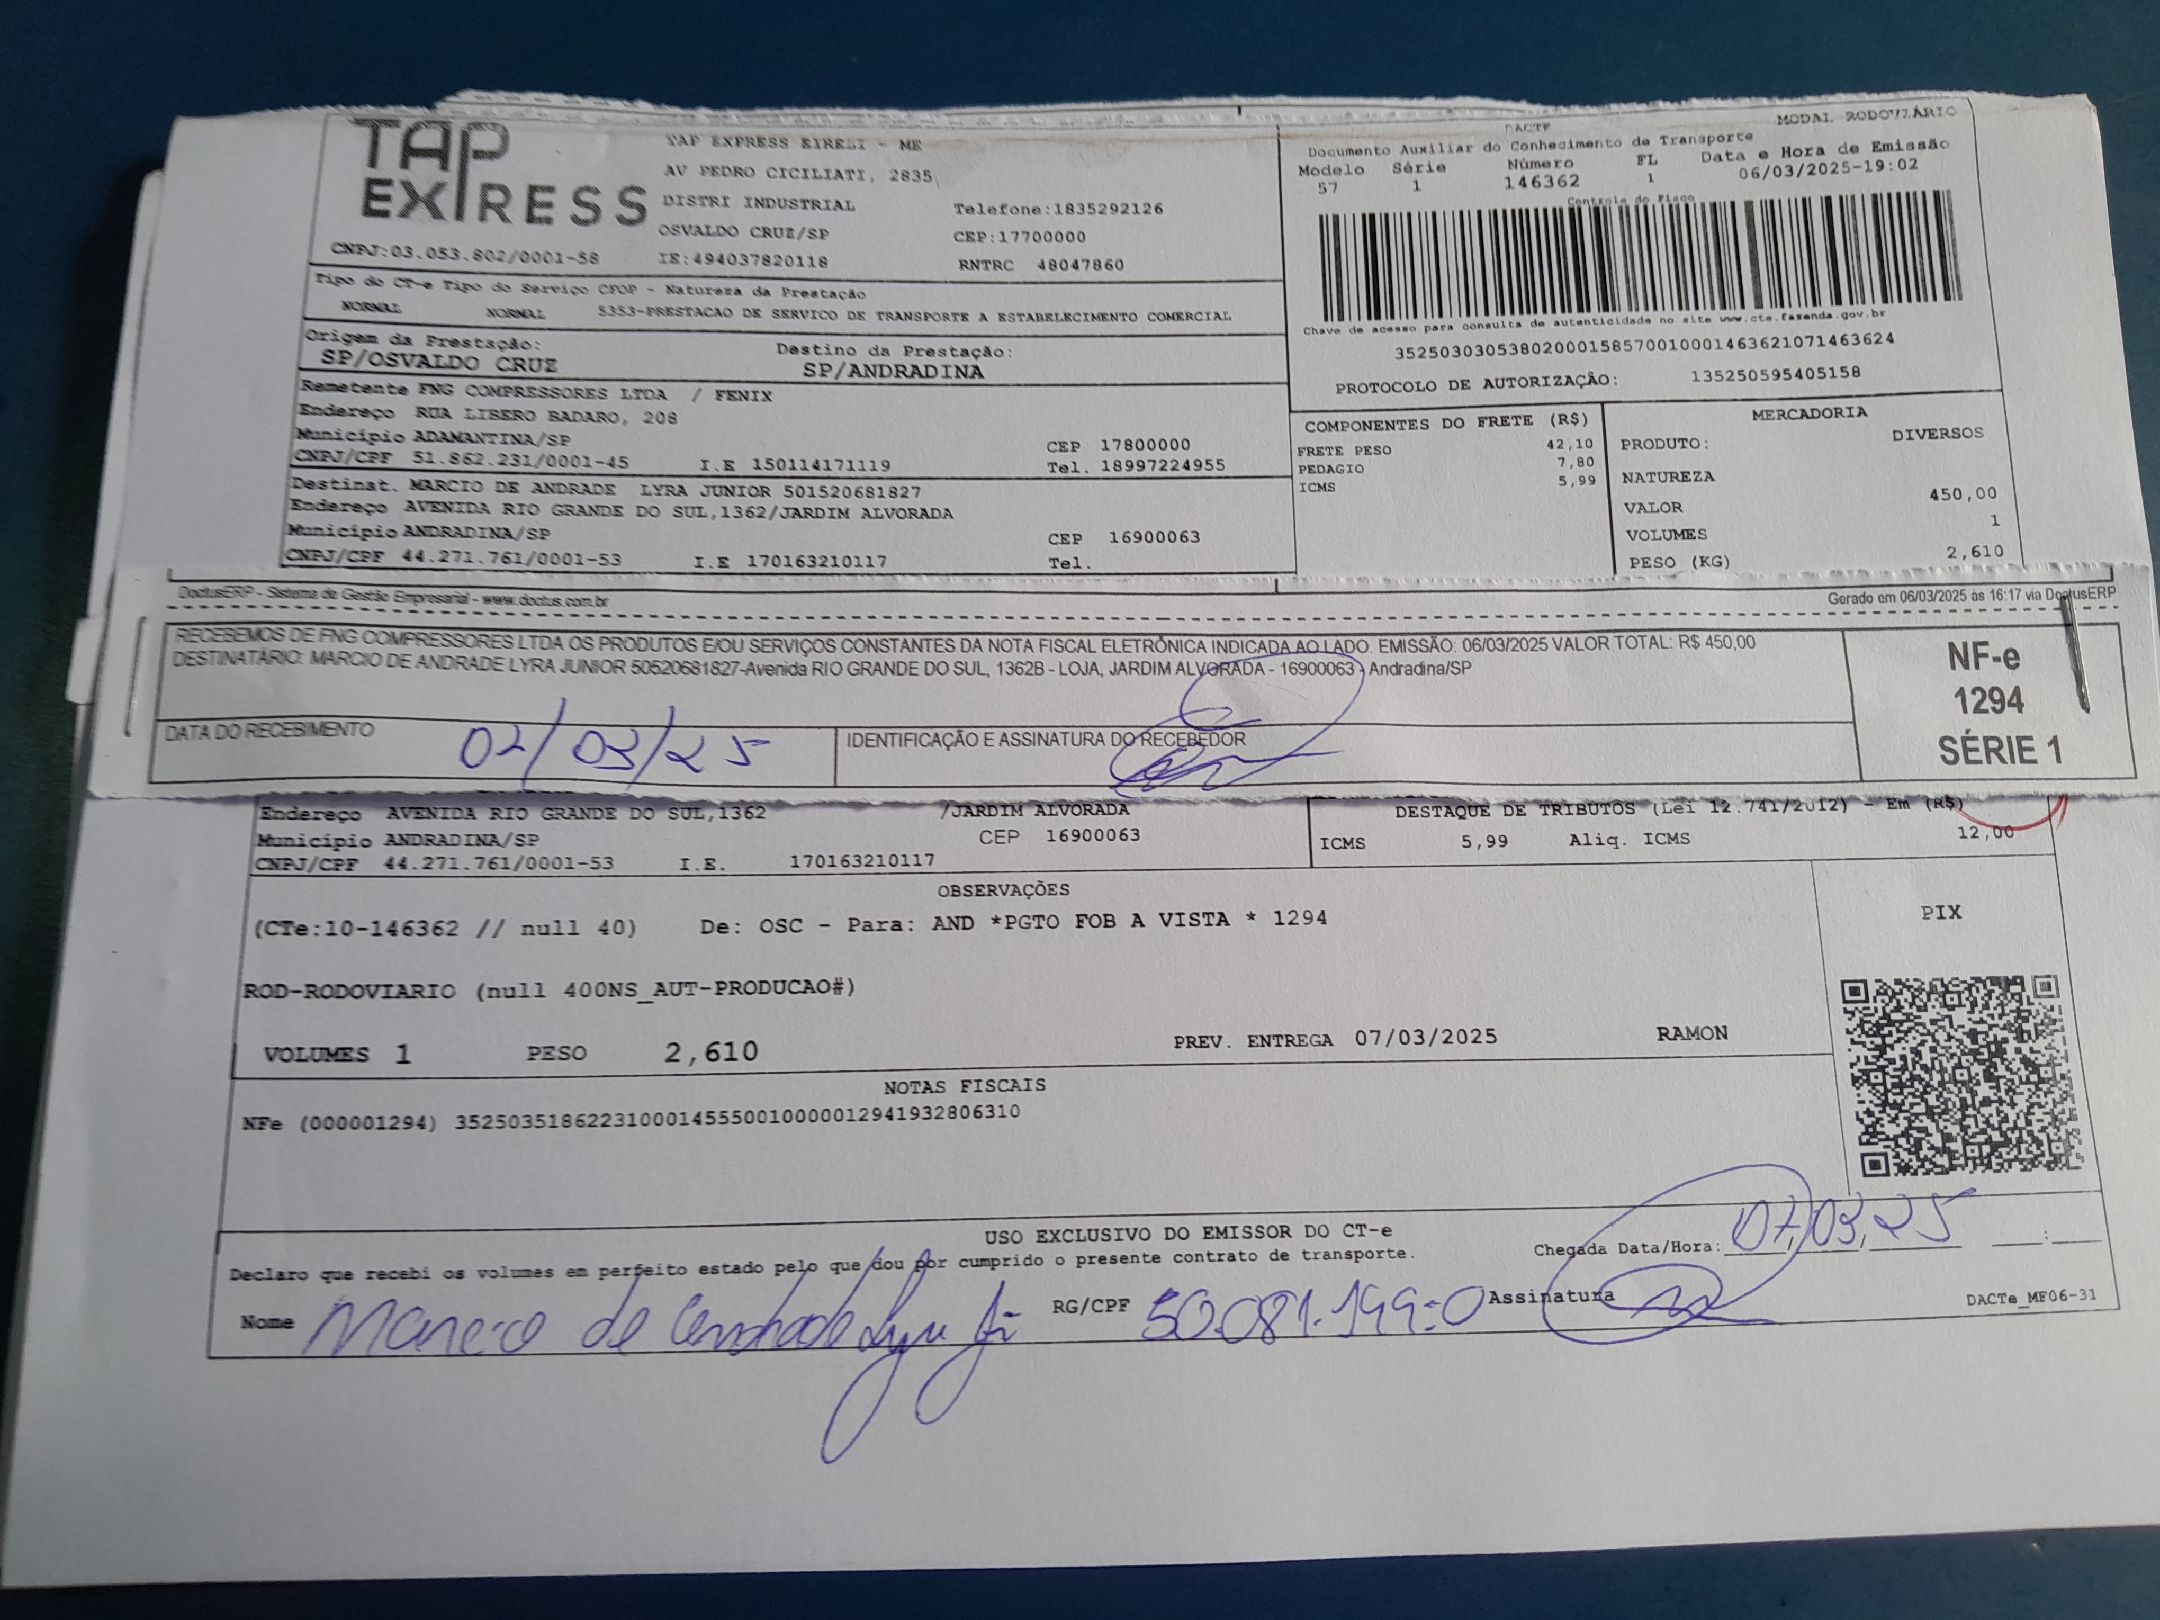 TAP EXPRESS
TAP EXPRESS EIRELI - ME
AV PEDRO CICILIATI, 2835
DISTRI INDUSTRIAL Telefone:1835292126
OSVALDO CRUZ/SP CEP:17700000
CNPJ:03.053.802/0001-58 IE:494037820118 RNTRC 48047860
DACTE MODAL RODOVIÁRIO
Documento Auxiliar do Conhecimento de Transporte
Modelo Série Número FL Data e Hora de Emissão
57 1 146362 1 06/03/2025-19:02
Controle do Fisco
Chave de acesso para consulta de autenticidade no site www.cte.fazenda.gov.br
35250303053802000158570010001463621071463624
PROTOCOLO DE AUTORIZAÇÃO: 135250595405158
Tipo do CT-e Tipo do Serviço CFOP - Natureza da Prestação
NORMAL NORMAL 5353-PRESTACAO DE SERVICO DE TRANSPORTE A ESTABELECIMENTO COMERCIAL
Origem da Prestação: Destino da Prestação:
SP/OSVALDO CRUZ SP/ANDRADINA
Remetente FNG COMPRESSORES LTDA / FENIX
Endereço RUA LIBERO BADARO, 208
Município ADAMANTINA/SP CEP 17800000
CNPJ/CPF 51.862.231/0001-45 I.E 150114171119 Tel. 18997224955
Destinat. MARCIO DE ANDRADE LYRA JUNIOR 501520681827
Endereço AVENIDA RIO GRANDE DO SUL,1362/JARDIM ALVORADA
Município ANDRADINA/SP CEP 16900063
CNPJ/CPF 44.271.761/0001-53 I.E 170163210117 Tel.
COMPONENTES DO FRETE (R$)
FRETE PESO 42,10
PEDAGIO 7,80
ICMS 5,99
MERCADORIA
PRODUTO: DIVERSOS
NATUREZA
VALOR 450,00
VOLUMES 1
PESO (KG) 2,610
DoctusERP - Sistema de Gestão Empresarial - www.doctus.com.br Gerado em 06/03/2025 às 16:17 via DoctusERP
RECEBEMOS DE FNG COMPRESSORES LTDA OS PRODUTOS E/OU SERVIÇOS CONSTANTES DA NOTA FISCAL ELETRÔNICA INDICADA AO LADO. EMISSÃO: 06/03/2025 VALOR TOTAL: R$ 450,00
DESTINATÁRIO: MARCIO DE ANDRADE LYRA JUNIOR 50520681827-Avenida RIO GRANDE DO SUL, 1362B - LOJA, JARDIM ALVORADA - 16900063 - Andradina/SP
DATA DO RECEBIMENTO 07/03/25 IDENTIFICAÇÃO E ASSINATURA DO RECEBEDOR
NF-e
1294
SÉRIE 1
Endereço AVENIDA RIO GRANDE DO SUL,1362 /JARDIM ALVORADA
Município ANDRADINA/SP CEP 16900063
CNPJ/CPF 44.271.761/0001-53 I.E. 170163210117
DESTAQUE DE TRIBUTOS (Lei 12.741/2012) - Em (R$)
ICMS 5,99 Aliq. ICMS 12,00
OBSERVAÇÕES
(CTe:10-146362 // null 40) De: OSC - Para: AND *PGTO FOB A VISTA * 1294
ROD-RODOVIARIO (null 400NS_AUT-PRODUCAO#)
VOLUMES 1 PESO 2,610 PREV. ENTREGA 07/03/2025 RAMON
PIX
NOTAS FISCAIS
NFe (000001294) 35250351862231000145550010000012941932806310
USO EXCLUSIVO DO EMISSOR DO CT-e
Declaro que recebi os volumes em perfeito estado pelo que dou por cumprido o presente contrato de transporte. Chegada Data/Hora: 07/03/25 :
Nome Marcio de Andrade Lyra Jr RG/CPF 50.081.199-0 Assinatura DACTe_MF06-31